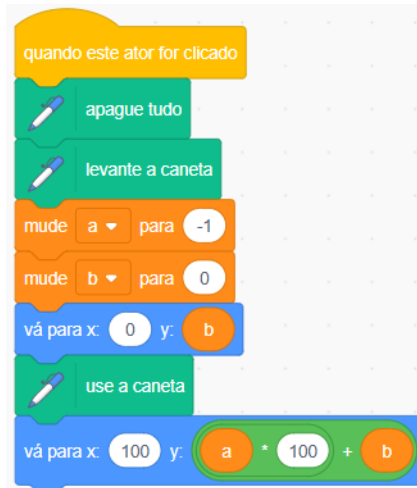 quando este ator for clicado
apague tudo
levante a caneta
mude a para -1
mude b para 0
vá para x: 0 y: b
use a caneta
vá para x: 100 y: a * 100 + b